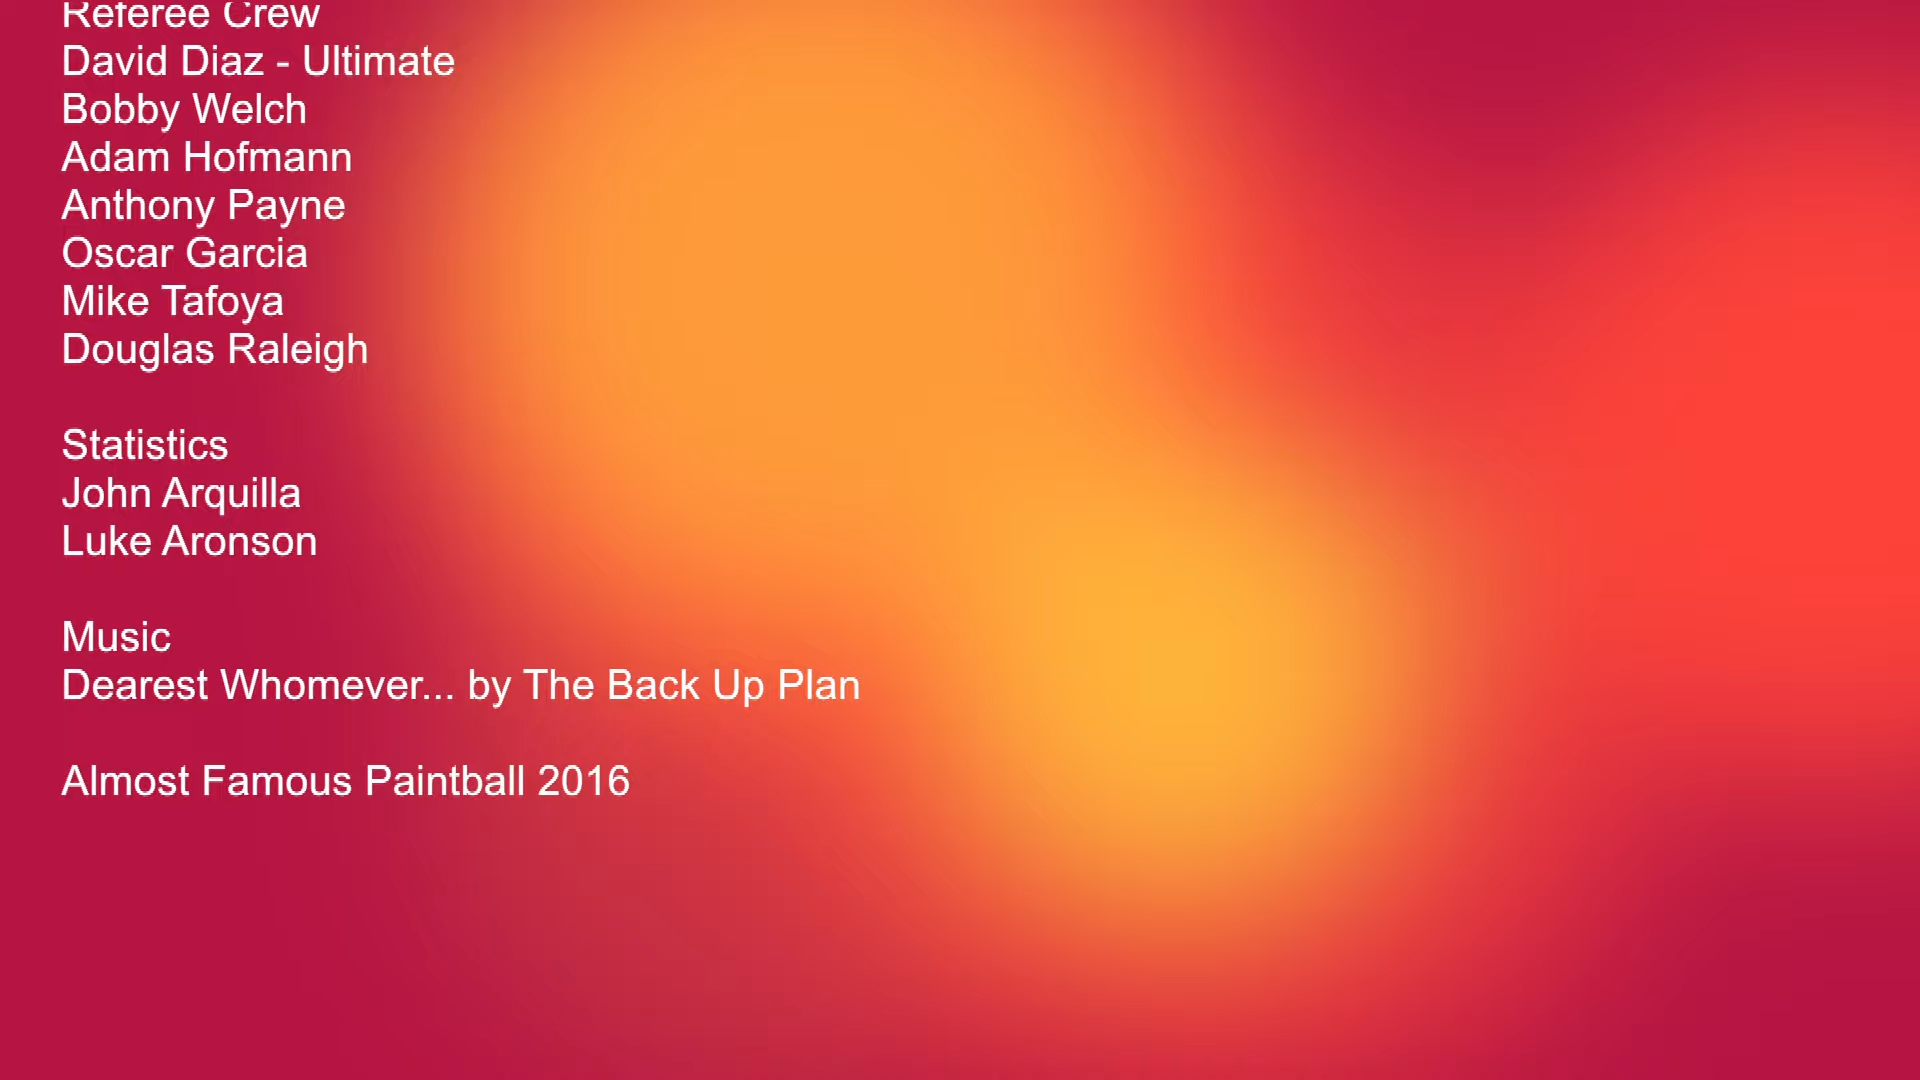 Referee Crew
David Diaz - Ultimate
Bobby Welch
Adam Hofmann
Anthony Payne
Oscar Garcia
Mike Tafoya
Douglas Raleigh
Statistics
John Arquilla
Luke Aronson
Music
Dearest Whomever... by The Back Up Plan
Almost Famous Paintball 2016